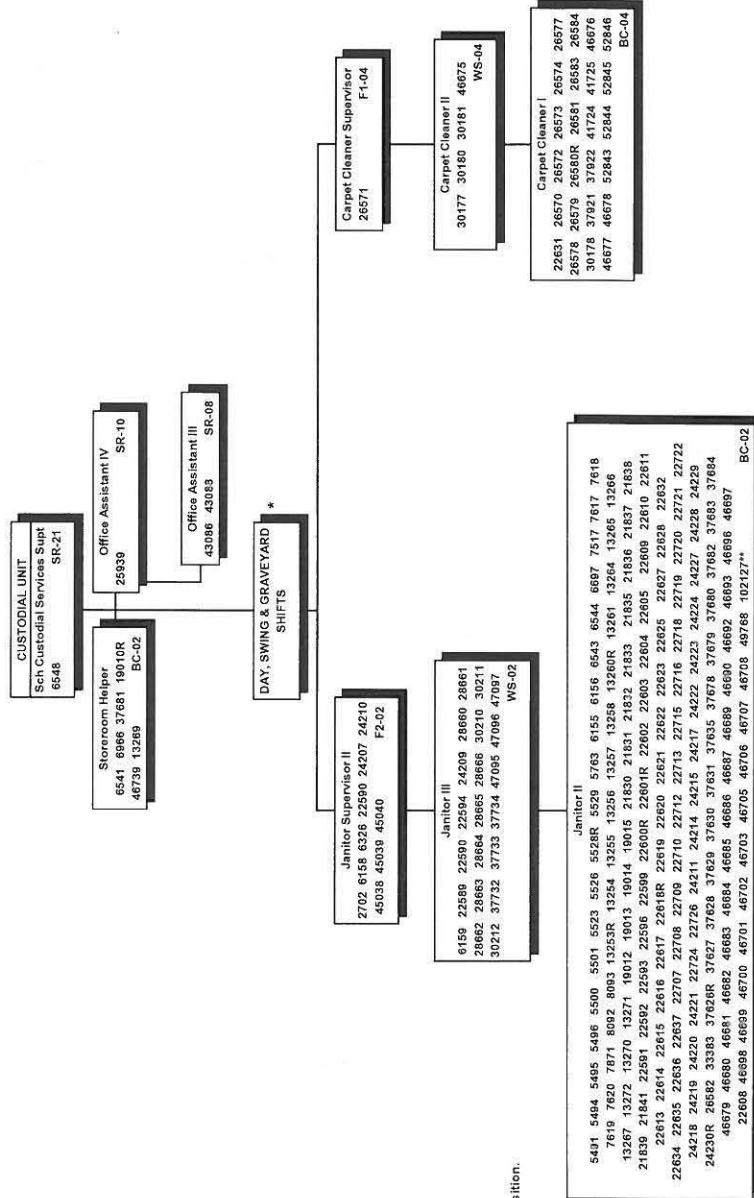 CUSTODIAL UNIT
Sch Custodial Services Supt
6548 SR-21
Storeroom Helper
6541 6966 37681 19010R
46739 13269 BC-02
Office Assistant IV
25939 SR-10
Office Assistant III
43086 43088 SR-08
DAY, SWING & GRAVEYARD *
SHIFTS
Janitor Supervisor II
2702 6158 6326 22590 24207 24210
45038 45039 45040 F2-02
Janitor III
6159 22589 22590 22594 24209 28660 28661
28662 28663 28664 28665 28666 30210 30211
30212 37732 37733 37734 47095 47096 47097
WS-02
Carpet Cleaner Supervisor
26571 F1-04
Carpet Cleaner II
30177 30180 30181 46675
WS-04
Carpet Cleaner I
22631 26570 26572 26573 26574 26577
26578 26579 26580R 26581 26583 26584
30178 37921 37922 41724 41725 46676
46677 46678 52843 52844 52845 52846
BC-04
sition.
Janitor II
5491 5494 5495 5496 5500 5501 5523 5526 5528R 5529 5763 6155 6156 6543 6544 6697 7517 7617 7618
7619 7620 7871 8092 8093 13253R 13254 13255 13256 13257 13258 13260R 13261 13264 13265 13266
13267 13272 13270 13271 19012 19013 19014 19015 21830 21831 21832 21833 21835 21836 21837 21838
21839 21841 22591 22592 22593 22596 22599 22600R 22601R 22602 22603 22604 22605 22609 22610 22611
22613 22614 22615 22616 22617 22618R 22619 22620 22621 22622 22623 22625 22627 22628 22632
22634 22635 22636 22637 22707 22708 22709 22710 22712 22713 22715 22716 22718 22719 22720 22721 22722
24218 24219 24220 24221 22724 22726 24211 24214 24215 24217 24222 24223 24224 24227 24228 24229
24230R 26582 33383 37626R 37627 37628 37629 37630 37631 37635 37678 37679 37680 37682 37683 37684
46679 46680 46681 46682 46683 46684 46685 46686 46687 46689 46690 46692 46693 46696 46697
22608 46698 46699 46700 46701 46702 46703 46705 46706 46707 46708 49768 102127**
BC-02